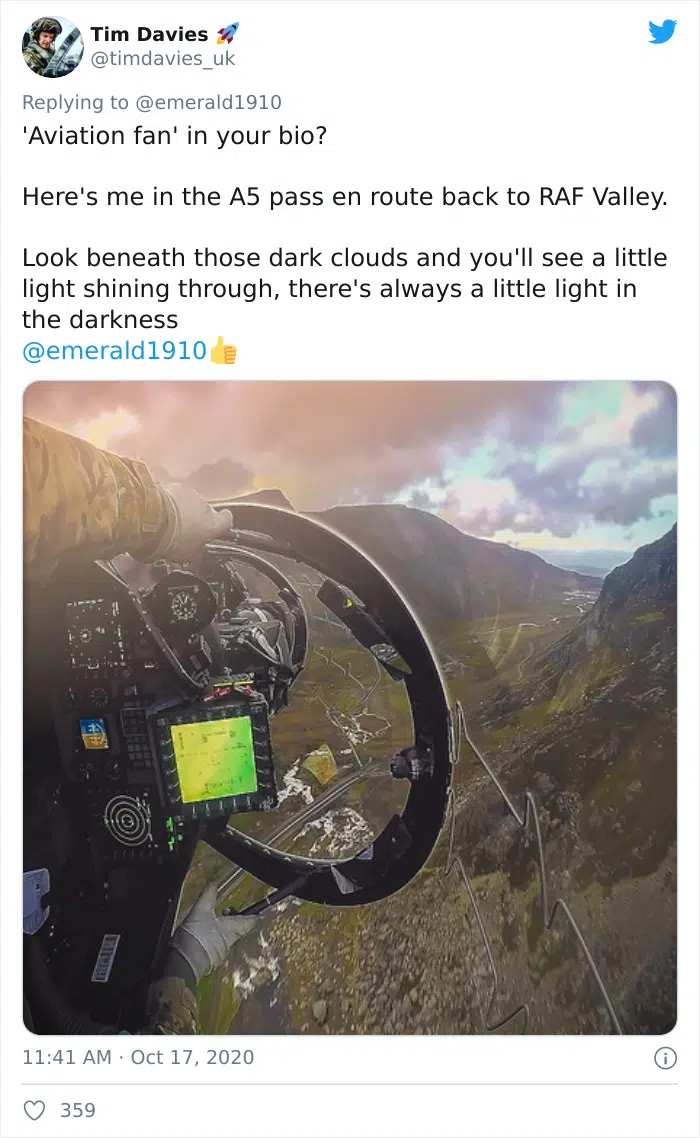 Tim Davies 🚀
@timdavies_uk
Replying to @emerald1910
'Aviation fan' in your bio?
Here's me in the A5 pass en route back to RAF Valley.
Look beneath those dark clouds and you'll see a little
light shining through, there's always a little light in
the darkness
@emerald1910👍
11:41 AM · Oct 17, 2020
359